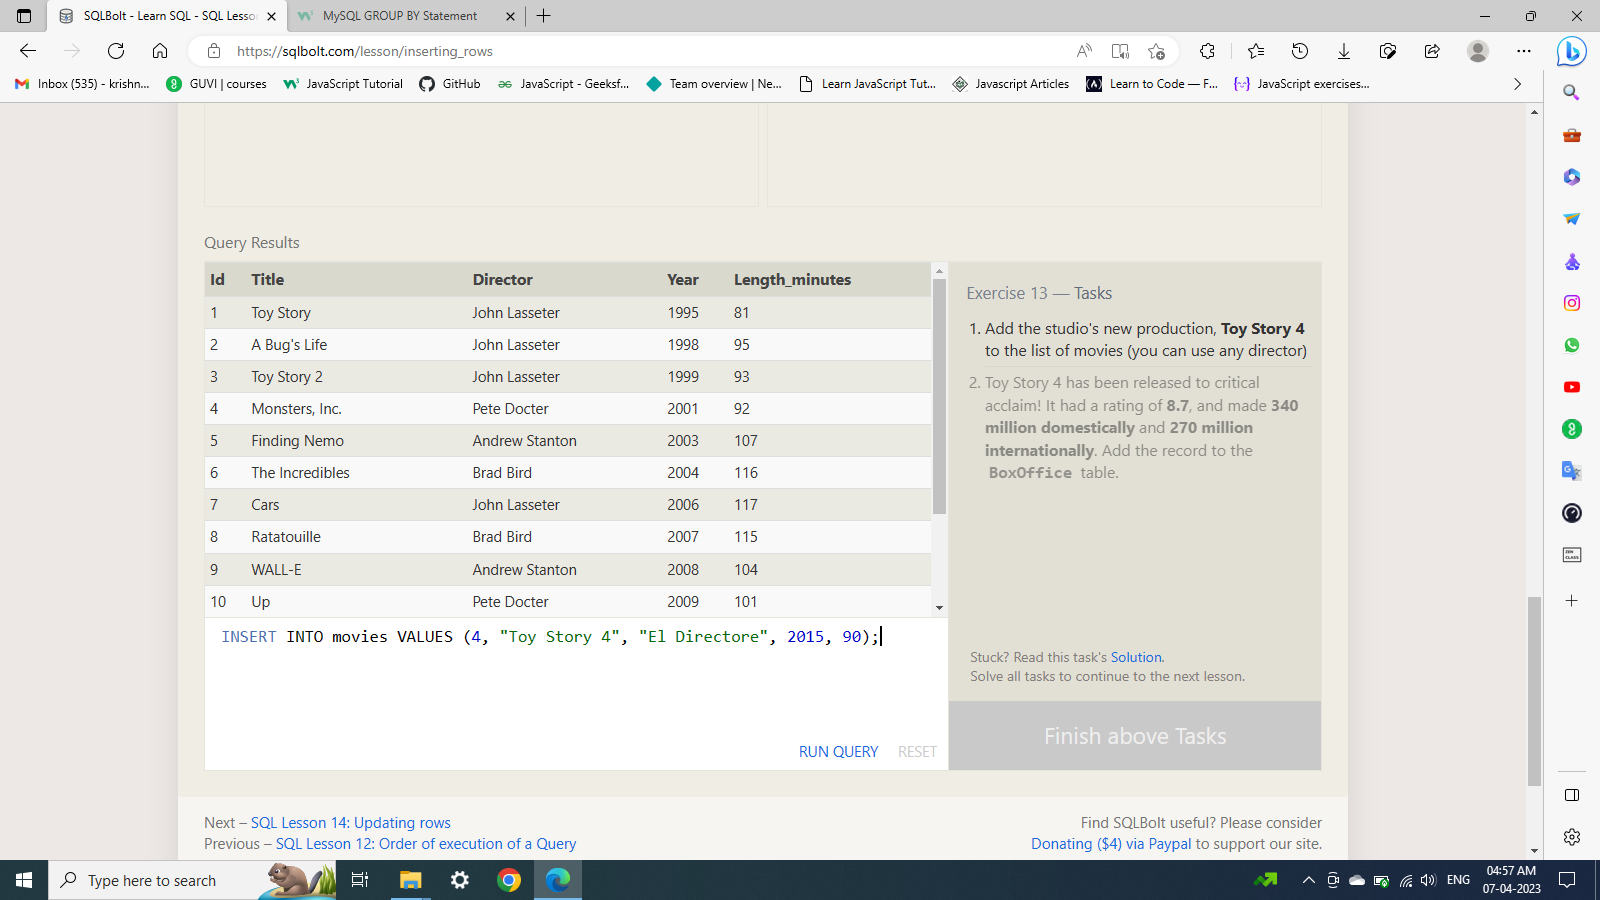 SQLBolt - Learn SQL - SQL Lesso
MySQL GROUP BY Statement
https://sqlbolt.com/lesson/inserting_rows
Inbox (535) - krishn...
GUVI | courses
JavaScript Tutorial
GitHub
JavaScript - Geeksf...
Team overview | Ne...
Learn JavaScript Tut...
Javascript Articles
Learn to Code — F...
JavaScript exercises...
Query Results
Id Title Director Year Length_minutes
1 Toy Story John Lasseter 1995 81
2 A Bug's Life John Lasseter 1998 95
3 Toy Story 2 John Lasseter 1999 93
4 Monsters, Inc. Pete Docter 2001 92
5 Finding Nemo Andrew Stanton 2003 107
6 The Incredibles Brad Bird 2004 116
7 Cars John Lasseter 2006 117
8 Ratatouille Brad Bird 2007 115
9 WALL-E Andrew Stanton 2008 104
10 Up Pete Docter 2009 101
INSERT INTO movies VALUES (4, "Toy Story 4", "El Directore", 2015, 90);
RUN QUERY RESET
Exercise 13 — Tasks
1. Add the studio's new production, Toy Story 4
to the list of movies (you can use any director)
2. Toy Story 4 has been released to critical
acclaim! It had a rating of 8.7, and made 340
million domestically and 270 million
internationally. Add the record to the
BoxOffice table.
Stuck? Read this task's Solution.
Solve all tasks to continue to the next lesson.
Finish above Tasks
Next – SQL Lesson 14: Updating rows
Previous – SQL Lesson 12: Order of execution of a Query
Find SQLBolt useful? Please consider
Donating ($4) via Paypal to support our site.
Type here to search
ENG
04:57 AM
07-04-2023